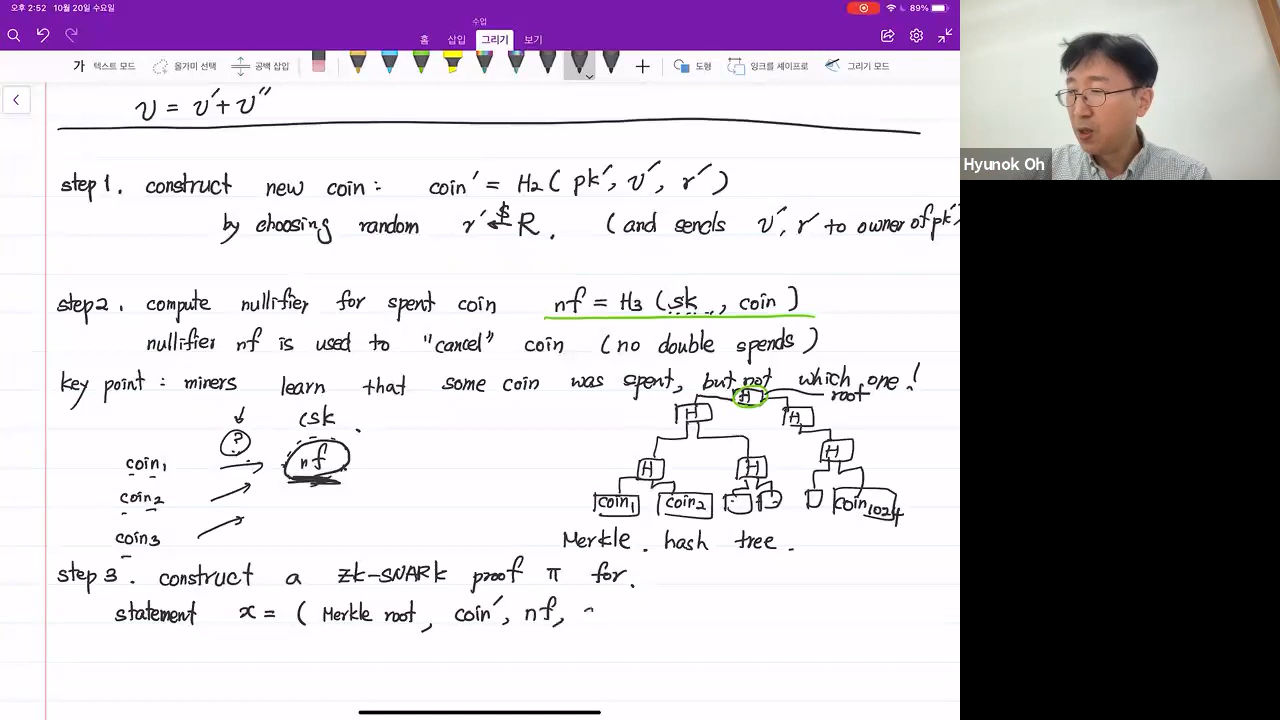 오후 2:52 10월 20일 수요일
89%
수업
홈 삽입 그리기 보기
가 텍스트 모드 올가미 선택 공백 삽입 도형 잉크를 셰이프로 그리기 모드
v = v' + v''
step 1. construct new coin : coin' = H2 ( pk', v', r' )
by choosing random r' ←$ R. (and sends v', r' to owner of pk')
step 2. compute nullifier for spent coin nf = H3 (sk, coin)
nullifier nf is used to "cancel" coin (no double spends)
key point : miners learn that some coin was spent, but not which one!
H root
(sk H H
? H
coin1 nf H H
coin2 coin1 coin2 coin1024
coin3 Merkle hash tree.
step 3. construct a zk-SNARK proof π for.
statement x = ( Merkle root, coin', nf,
Hyunok Oh